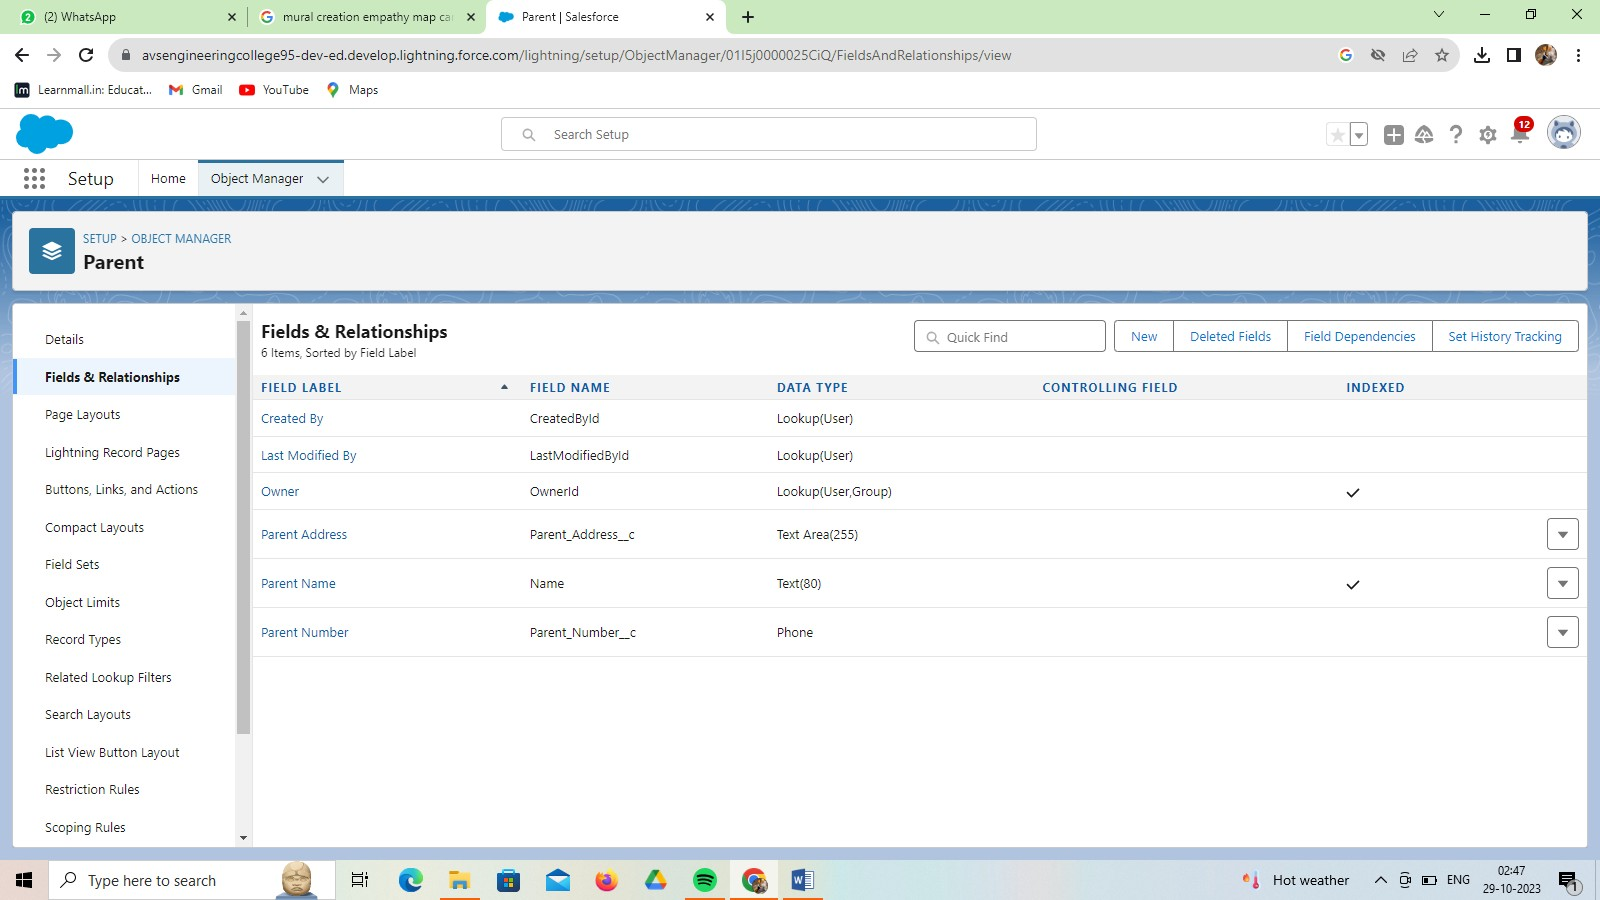 2 (2) WhatsApp
mural creation empathy map ca
Parent | Salesforce
avsengineeringcollege95-dev-ed.develop.lightning.force.com/lightning/setup/ObjectManager/01I5j0000025CiQ/FieldsAndRelationships/view
lm Learnmall.in: Educat... Gmail YouTube Maps
Search Setup
12
Setup Home Object Manager
SETUP > OBJECT MANAGER
Parent
Details
Fields & Relationships
Page Layouts
Lightning Record Pages
Buttons, Links, and Actions
Compact Layouts
Field Sets
Object Limits
Record Types
Related Lookup Filters
Search Layouts
List View Button Layout
Restriction Rules
Scoping Rules
Fields & Relationships
6 Items, Sorted by Field Label
Quick Find New Deleted Fields Field Dependencies Set History Tracking
FIELD LABEL FIELD NAME DATA TYPE CONTROLLING FIELD INDEXED
Created By CreatedById Lookup(User)
Last Modified By LastModifiedById Lookup(User)
Owner OwnerId Lookup(User,Group)
Parent Address Parent_Address__c Text Area(255)
Parent Name Name Text(80)
Parent Number Parent_Number__c Phone
Type here to search
Hot weather ENG
02:47
29-10-2023
1